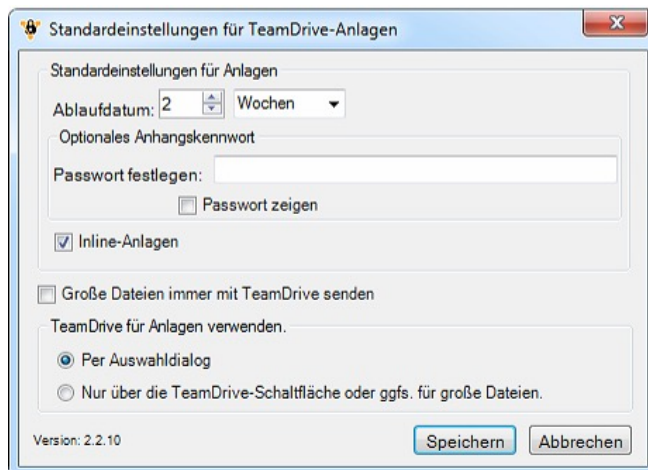 Standardeinstellungen für TeamDrive-Anlagen
Standardeinstellungen für Anlagen
Ablaufdatum: 2 Wochen
Optionales Anhangskennwort
Passwort festlegen:
Passwort zeigen
Inline-Anlagen
Große Dateien immer mit TeamDrive senden
TeamDrive für Anlagen verwenden.
Per Auswahldialog
Nur über die TeamDrive-Schaltfläche oder ggfs. für große Dateien.
Version: 2.2.10 Speichern Abbrechen